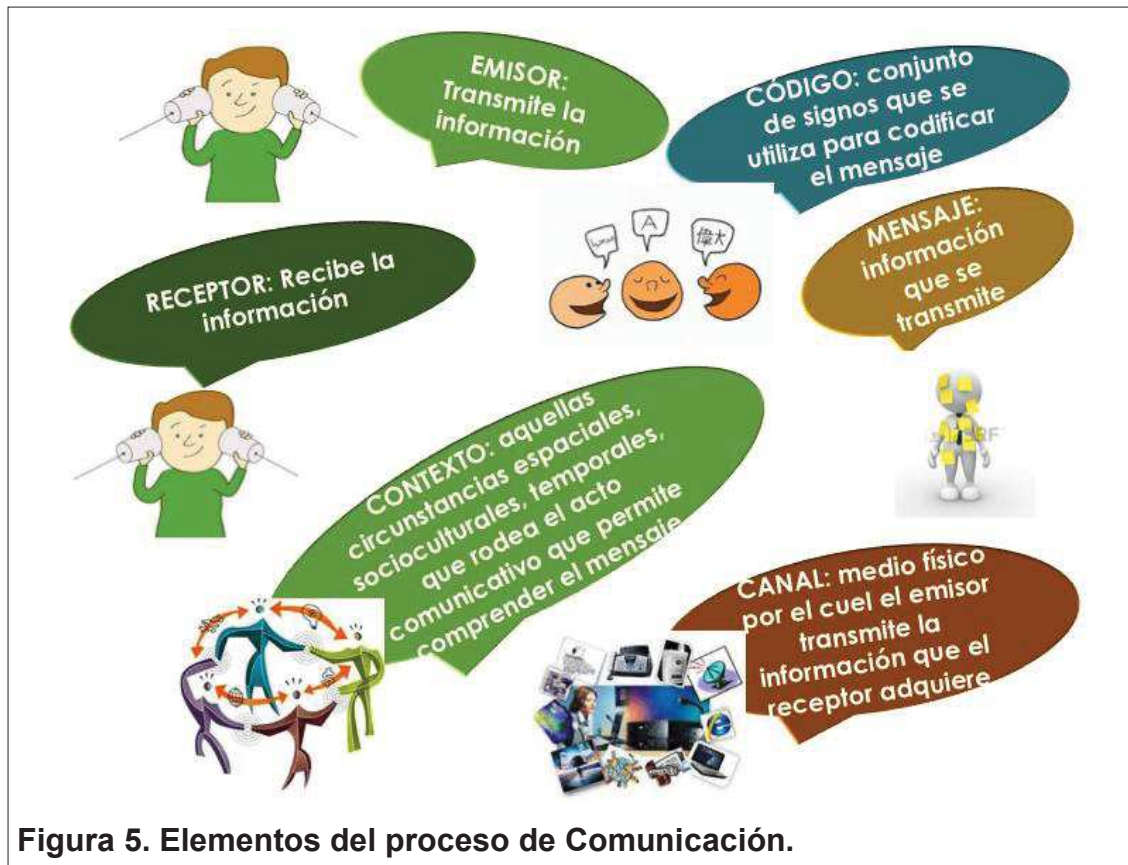 EMISOR:
Transmite la
información
CÓDIGO: conjunto
de signos que se
utiliza para codificar
el mensaje
A
偉大
MENSAJE:
información
que se
transmite
RECEPTOR: Recibe la
información
CONTEXTO: aquellas
circunstancias espaciales,
socioculturales, temporales,
que rodea el acto
comunicativo que permite
comprender el mensaje
CANAL: medio físico
por el cuel el emisor
transmite la
información que el
receptor adquiere
Figura 5. Elementos del proceso de Comunicación.